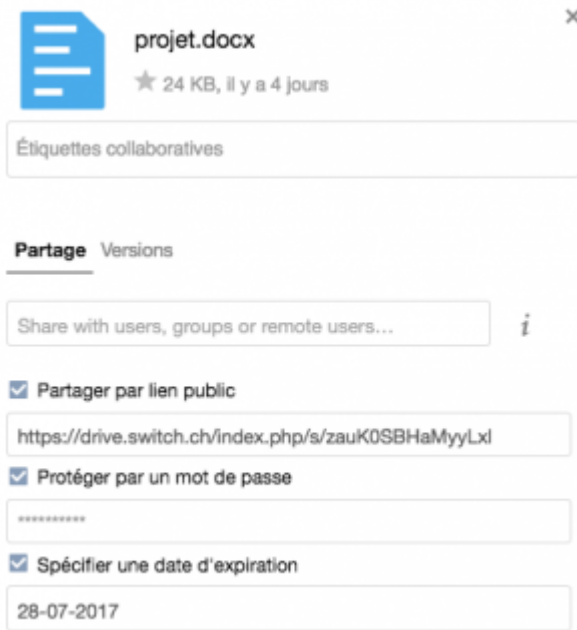 projet.docx
24 KB, il y a 4 jours
Étiquettes collaboratives
Partage Versions
Share with users, groups or remote users...
Partager par lien public
https://drive.switch.ch/index.php/s/zauK0SBHaMyyLxl
Protéger par un mot de passe
**********
Spécifier une date d'expiration
28-07-2017